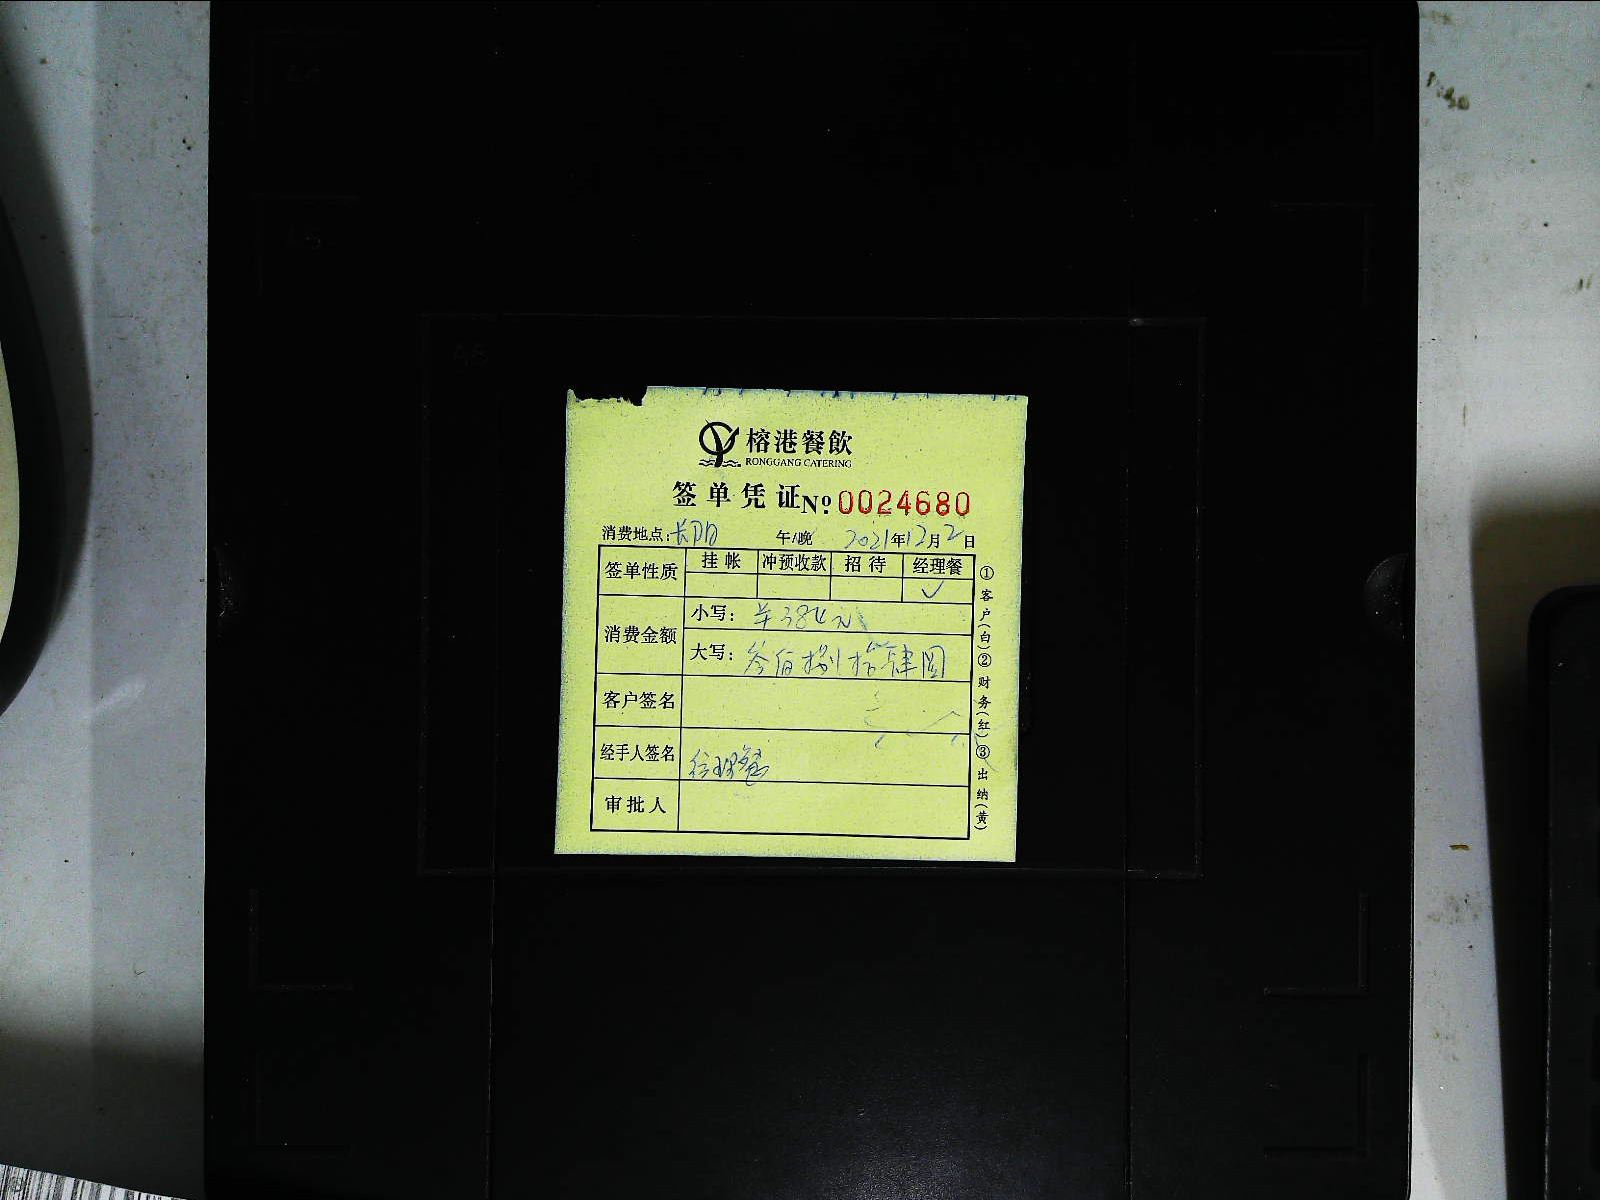 榕港餐飲
RONGGANG CATERING
签单凭证 №:0024680
消费地点: 午/晚 2021年12月2日
签单性质 挂帐 冲预收款 招待 经理餐
✓
消费金额 小写: ¥384元
大写: 叁佰捌拾肆圆
客户签名
经手人签名 经理餐
审批人
①客户(白)②财务(红)③出纳(黄)